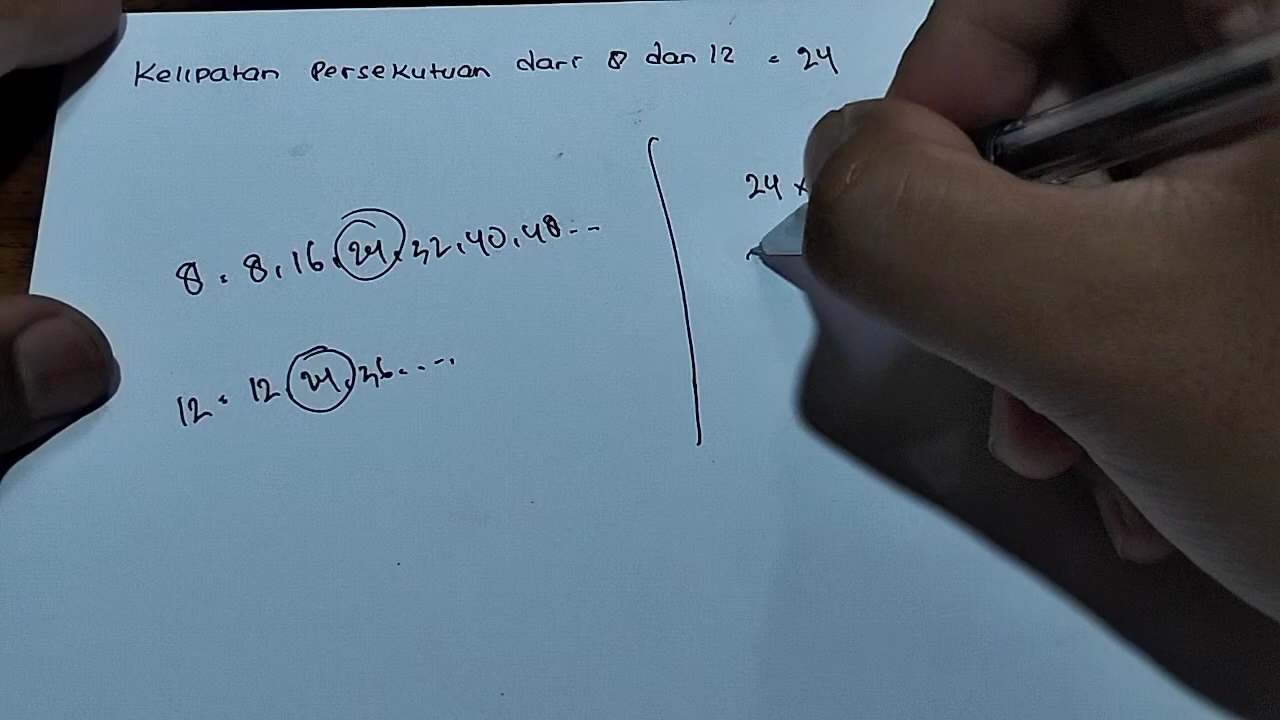 Kelipatan Persekutuan dari 8 dan 12 = 24
8 = 8, 16, 24, 32, 40, 48...
12 = 12, 24, 36.....
24 ×